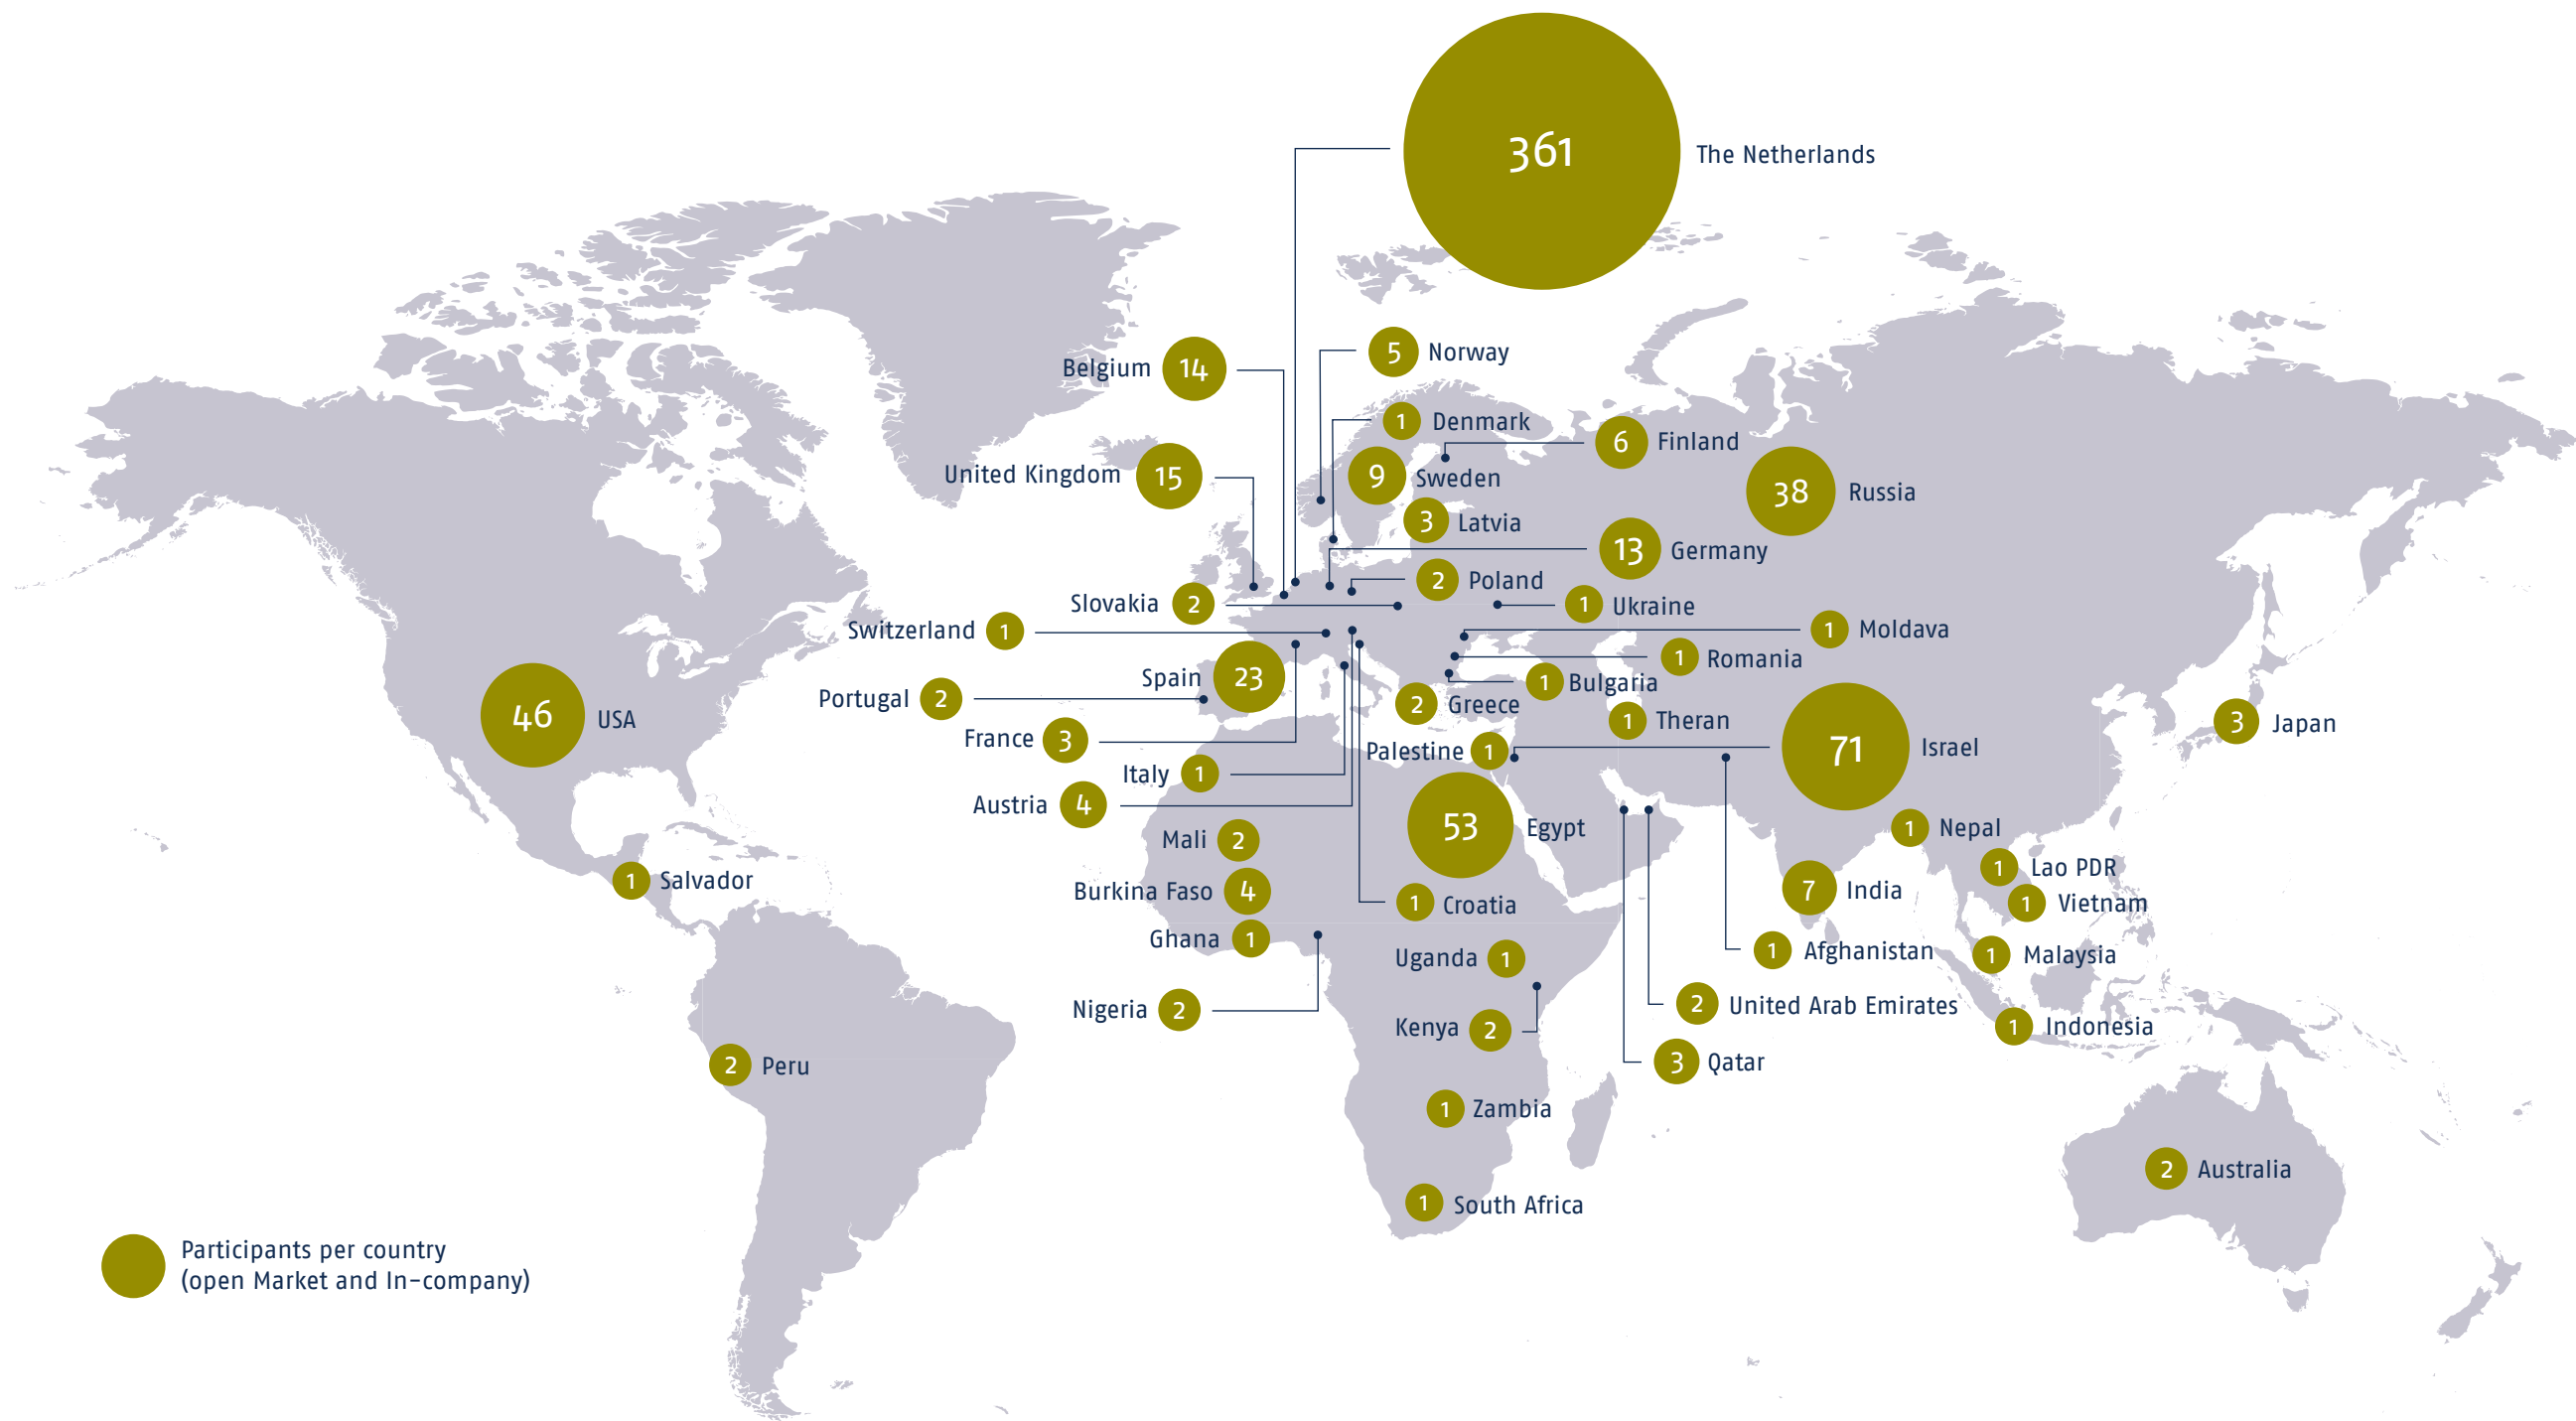 361 The Netherlands
5 Norway
Belgium 14
1 Denmark
6 Finland
United Kingdom 15
9 Sweden
38 Russia
3 Latvia
13 Germany
2 Poland
Slovakia 2
1 Ukraine
Switzerland 1
1 Moldava
1 Romania
Spain 23
1 Bulgaria
Portugal 2
2 Greece
46 USA
1 Theran
3 Japan
France 3
Palestine 1
71 Israel
Italy 1
Austria 4
53 Egypt
1 Nepal
Mali 2
1 Lao PDR
1 Salvador
Burkina Faso 4
7 India
1 Croatia
1 Vietnam
Ghana 1
1 Afghanistan
Uganda 1
1 Malaysia
Nigeria 2
2 United Arab Emirates
Kenya 2
1 Indonesia
3 Qatar
2 Peru
1 Zambia
2 Australia
1 South Africa
Participants per country
(open Market and In-company)